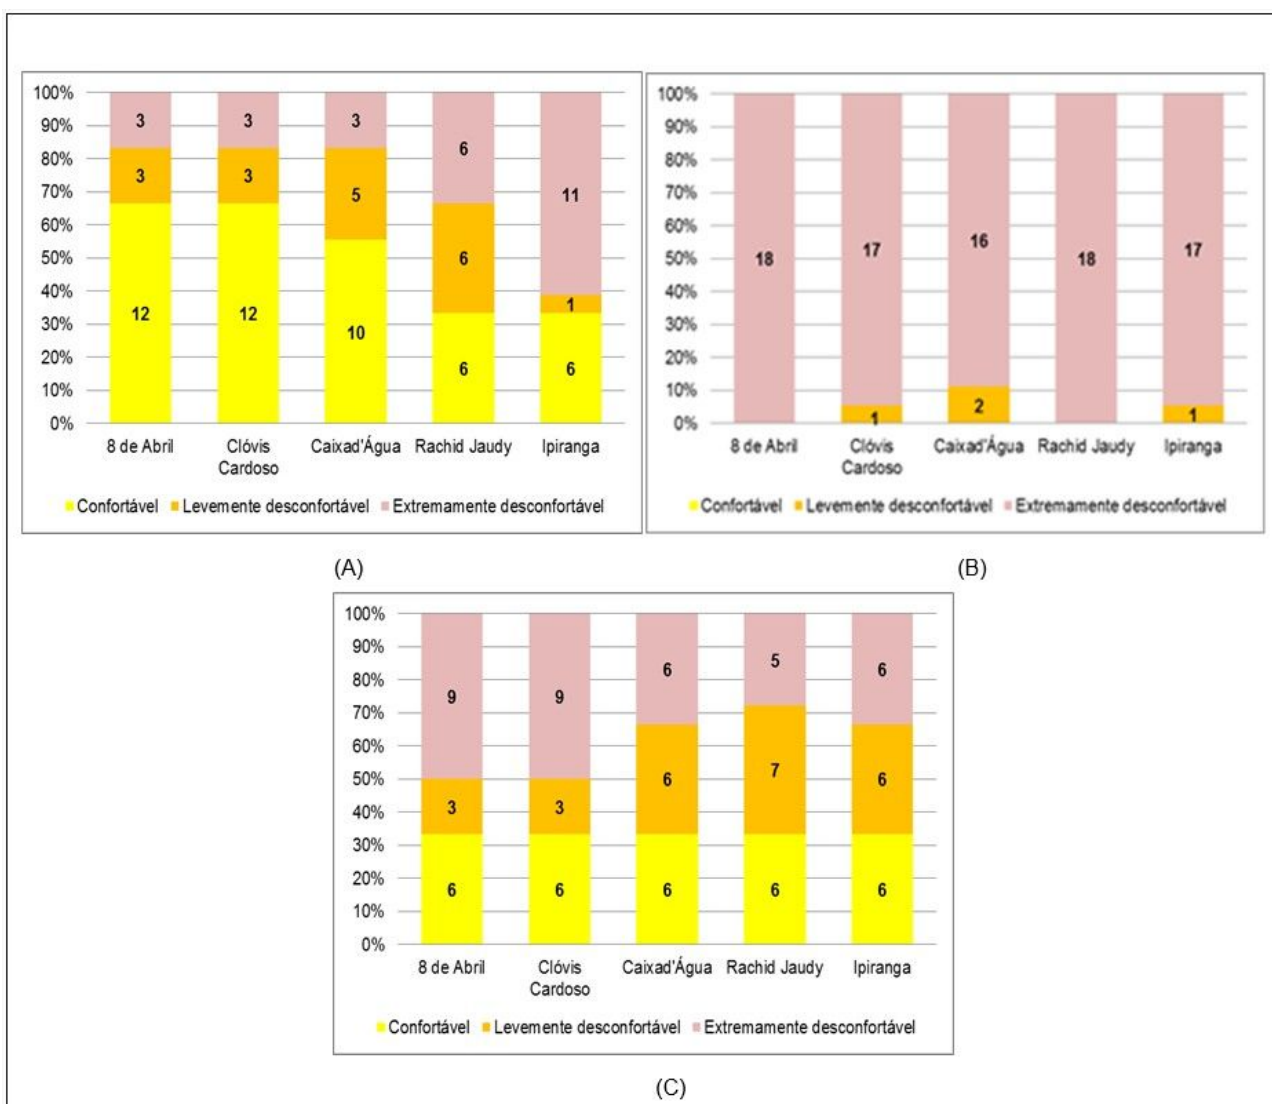 100%
90%
80%
70%
60%
50%
40%
30%
20%
10%
0%
3 3 3 6 11
3 3 5 6 1
12 12 10 6 6
8 de Abril Clóvis Cardoso Caixad'Água Rachid Jaudy Ipiranga
Confortável Levemente desconfortável Extremamente desconfortável
(A)
100%
90%
80%
70%
60%
50%
40%
30%
20%
10%
0%
18 17 16 18 17
1 2 1
8 de Abril Clóvis Cardoso Caixad'Água Rachid Jaudy Ipiranga
Confortável Levemente desconfortável Extremamente desconfortável
(B)
100%
90%
80%
70%
60%
50%
40%
30%
20%
10%
0%
9 9 6 5 6
3 3 6 7 6
6 6 6 6 6
8 de Abril Clóvis Cardoso Caixad'Água Rachid Jaudy Ipiranga
Confortável Levemente desconfortável Extremamente desconfortável
(C)